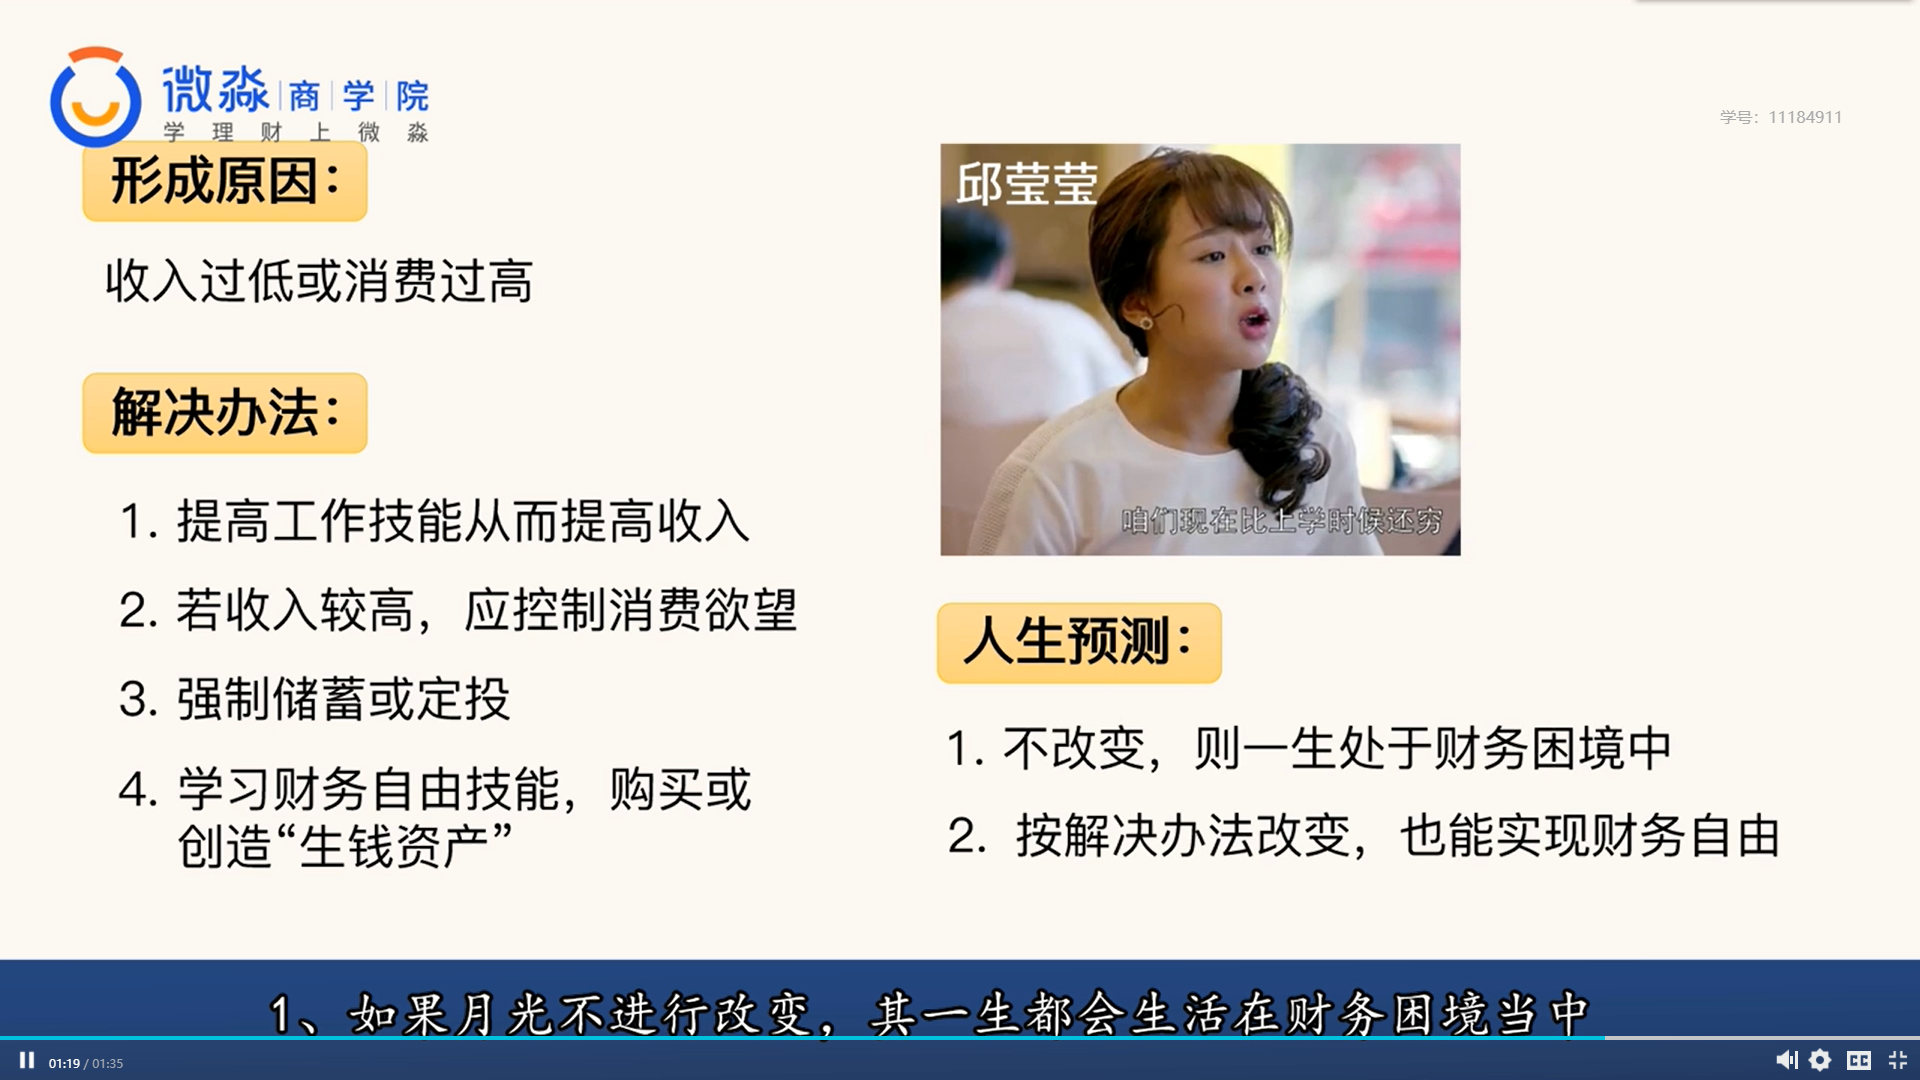 微淼商学院
学理财上微淼
学号：11184911
形成原因：
收入过低或消费过高
解决办法：
1. 提高工作技能从而提高收入
2. 若收入较高，应控制消费欲望
3. 强制储蓄或定投
4. 学习财务自由技能，购买或
创造“生钱资产”
邱莹莹
咱们现在比上学时候还穷
人生预测：
1. 不改变，则一生处于财务困境中
2. 按解决办法改变，也能实现财务自由
1、如果月光不进行改变，其一生都会生活在财务困境当中
01:19 / 01:35
CC